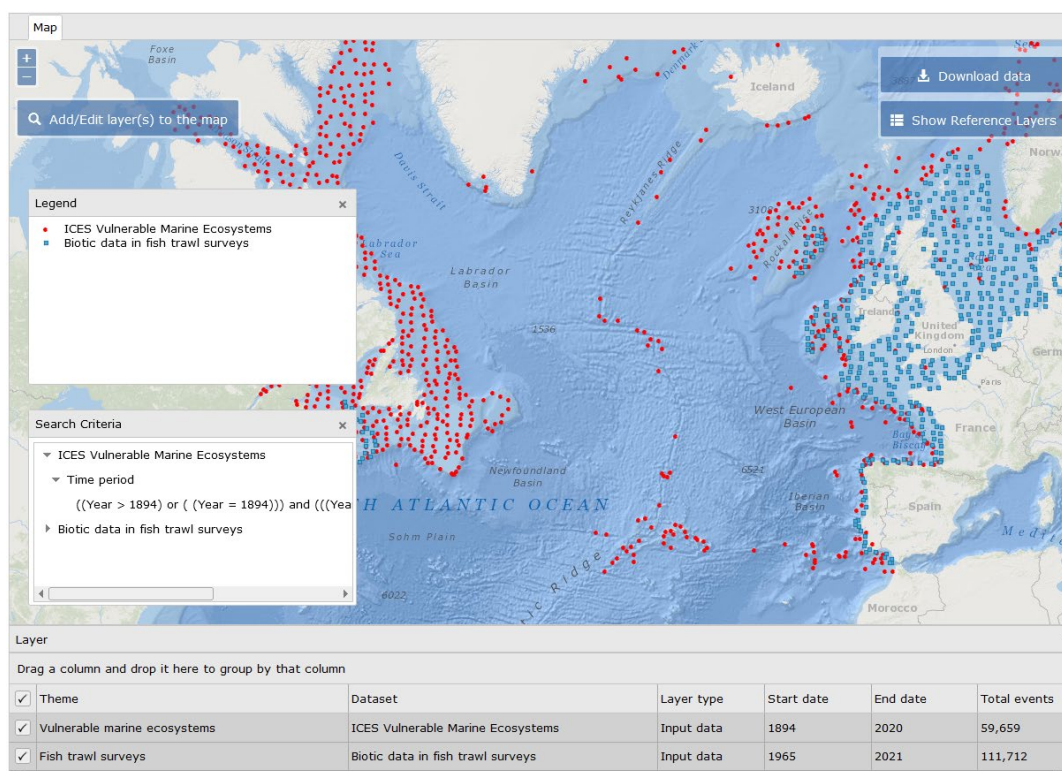 Map
Foxe
Basin
Denmark
Iceland
Download data
Add/Edit layer(s) to the map
Show Reference Layers
Davis Strait
Reykjanes Ridge
Norw
Legend
ICES Vulnerable Marine Ecosystems
Biotic data in fish trawl surveys
3108
Rockall Rise
Labrador
Sea
Labrador
Basin
Ireland
United
Kingdom
London
Germ
1536
Paris
West European
Basin
France
Search Criteria
ICES Vulnerable Marine Ecosystems
Time period
((Year > 1894) or ( (Year = 1894))) and (((Yea
Biotic data in fish trawl surveys
Newfoundland
Basin
6521
Iberian
Basin
Spain
H ATLANTIC OCEAN
Sohm Plain
Medit
6022
ic Ridge
Morocco
Layer
Drag a column and drop it here to group by that column
Theme Dataset Layer type Start date End date Total events
Vulnerable marine ecosystems ICES Vulnerable Marine Ecosystems Input data 1894 2020 59,659
Fish trawl surveys Biotic data in fish trawl surveys Input data 1965 2021 111,712